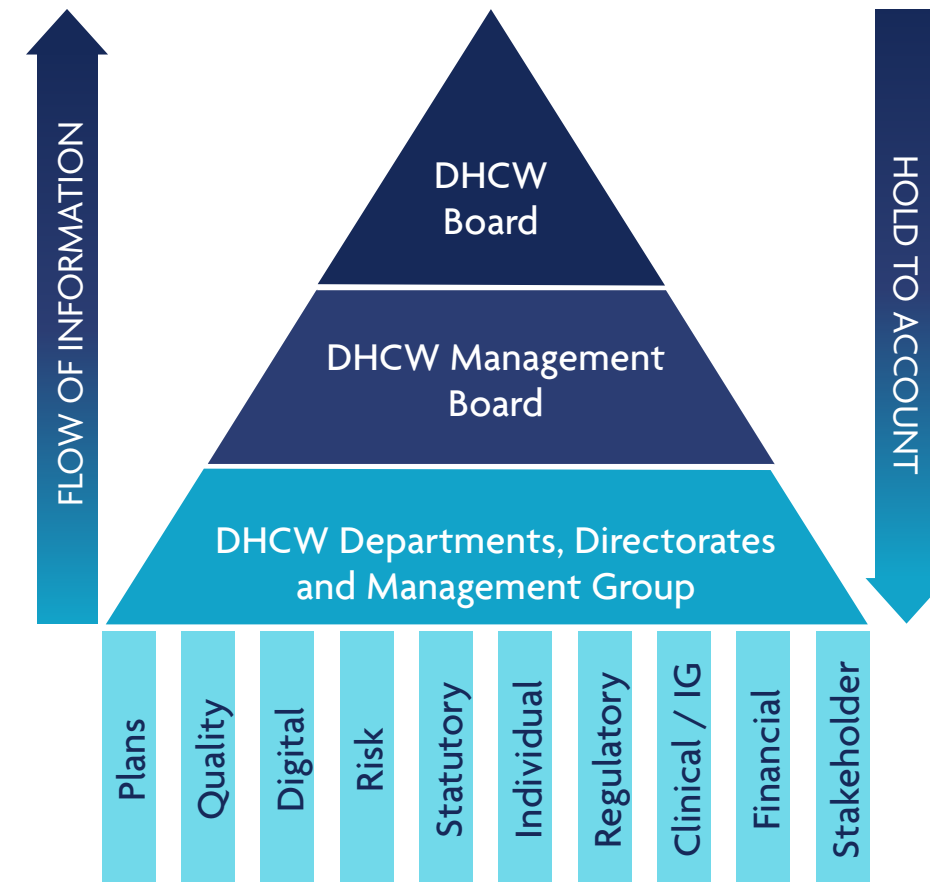 FLOW OF INFORMATION
DHCW
Board
HOLD TO ACCOUNT
DHCW Management
Board
DHCW Departments, Directorates
and Management Group
Plans
Quality
Digital
Risk
Statutory
Individual
Regulatory
Clinical / IG
Financial
Stakeholder